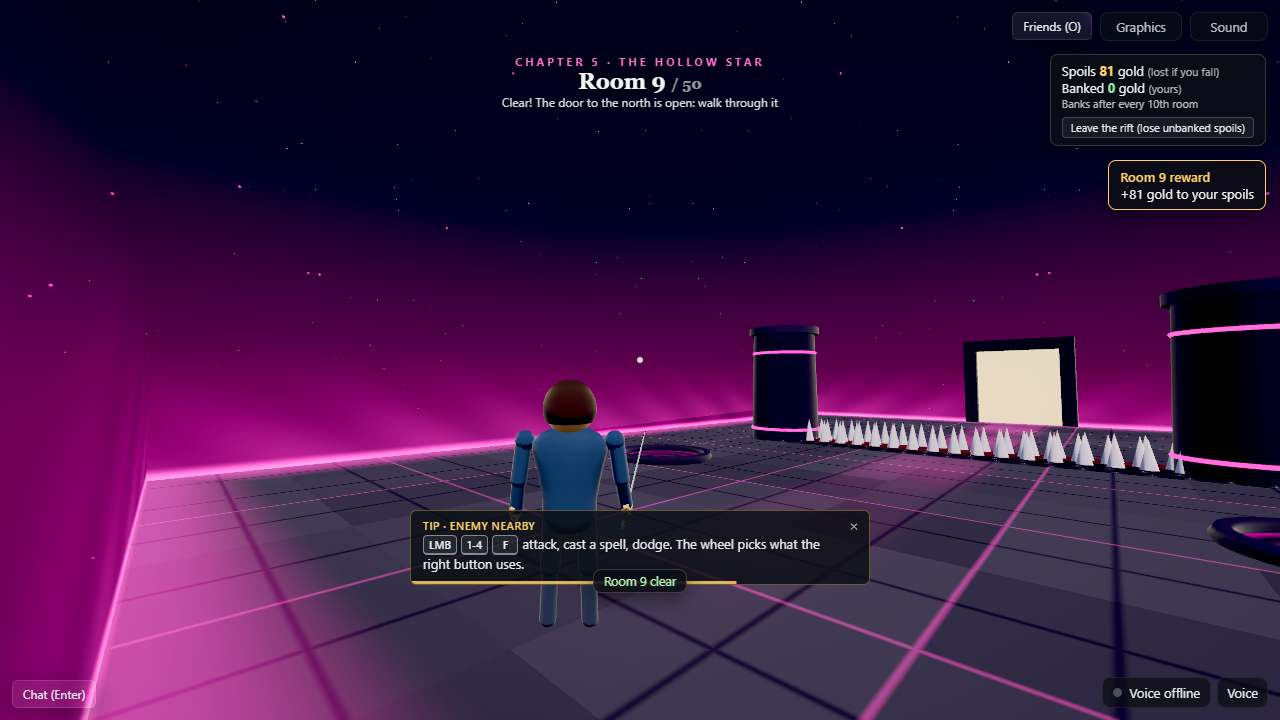 Friends (O)
Graphics
Sound
CHAPTER 5 · THE HOLLOW STAR
Room 9 / 50
Clear! The door to the north is open: walk through it
Spoils 81 gold (lost if you fall)
Banked 0 gold (yours)
Banks after every 10th room
Leave the rift (lose unbanked spoils)
Room 9 reward
+81 gold to your spoils
TIP · ENEMY NEARBY
×
LMB 1-4 F attack, cast a spell, dodge. The wheel picks what the
right button uses.
Room 9 clear
Chat (Enter)
Voice offline
Voice